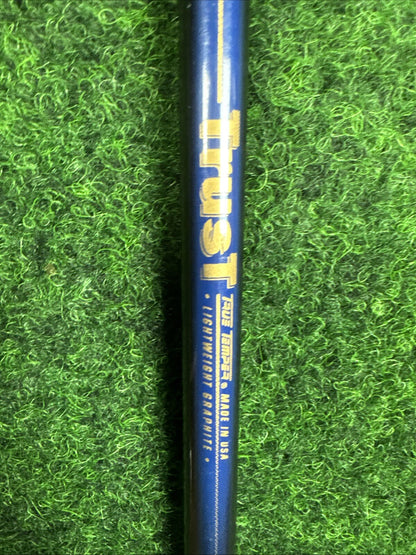 TrusT
TRUE TEMPER ® MADE IN USA
• LIGHTWEIGHT GRAPHITE •